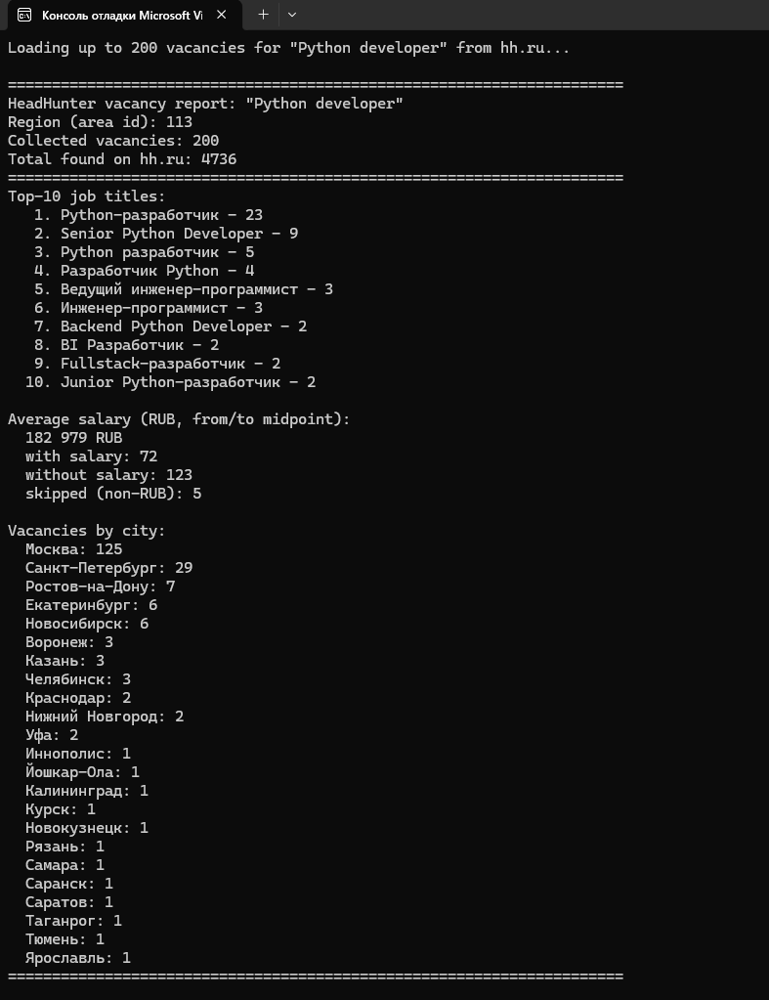 Консоль отладки Microsoft Vi
Loading up to 200 vacancies for "Python developer" from hh.ru...
======================================================================
HeadHunter vacancy report: "Python developer"
Region (area id): 113
Collected vacancies: 200
Total found on hh.ru: 4736
======================================================================
Top-10 job titles:
1. Python-разработчик - 23
2. Senior Python Developer - 9
3. Python разработчик - 5
4. Разработчик Python - 4
5. Ведущий инженер-программист - 3
6. Инженер-программист - 3
7. Backend Python Developer - 2
8. BI Разработчик - 2
9. Fullstack-разработчик - 2
10. Junior Python-разработчик - 2
Average salary (RUB, from/to midpoint):
182 979 RUB
with salary: 72
without salary: 123
skipped (non-RUB): 5
Vacancies by city:
Москва: 125
Санкт-Петербург: 29
Ростов-на-Дону: 7
Екатеринбург: 6
Новосибирск: 6
Воронеж: 3
Казань: 3
Челябинск: 3
Краснодар: 2
Нижний Новгород: 2
Уфа: 2
Иннополис: 1
Йошкар-Ола: 1
Калининград: 1
Курск: 1
Новокузнецк: 1
Рязань: 1
Самара: 1
Саранск: 1
Саратов: 1
Таганрог: 1
Тюмень: 1
Ярославль: 1
======================================================================